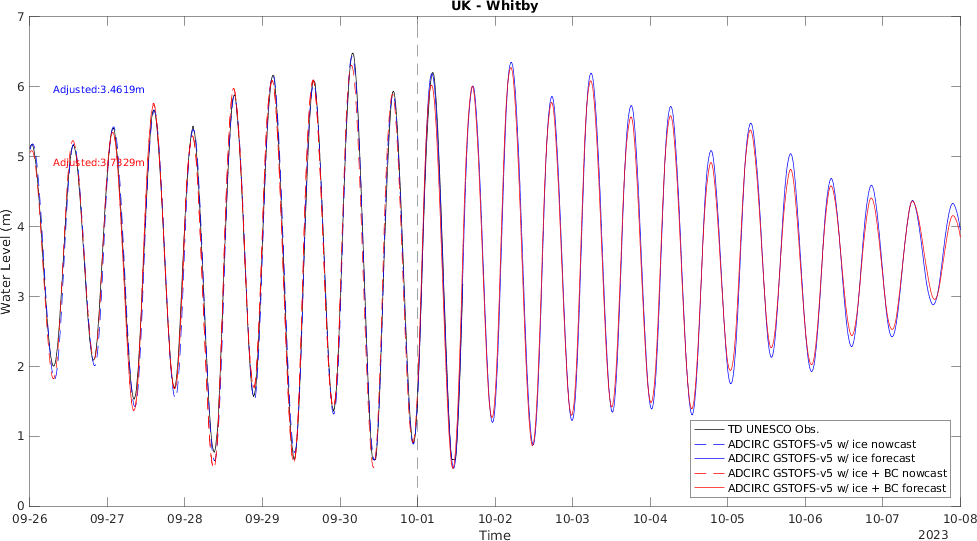 UK - Whitby
7
6
5
4
3
2
1
0
Water Level (m)
Adjusted:3.4619m
Adjusted:3.7329m
TD UNESCO Obs.
ADCIRC GSTOFS-v5 w/ ice nowcast
ADCIRC GSTOFS-v5 w/ ice forecast
ADCIRC GSTOFS-v5 w/ ice + BC nowcast
ADCIRC GSTOFS-v5 w/ ice + BC forecast
09-26 09-27 09-28 09-29 09-30 10-01 10-02 10-03 10-04 10-05 10-06 10-07 10-08
Time
2023